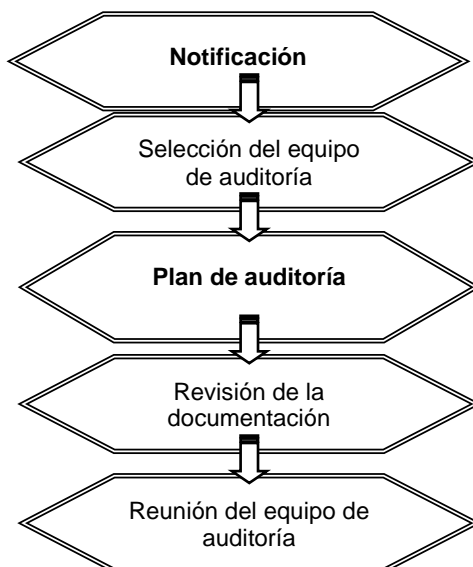 Notificación
Selección del equipo
de auditoría
Plan de auditoría
Revisión de la
documentación
Reunión del equipo de
auditoría